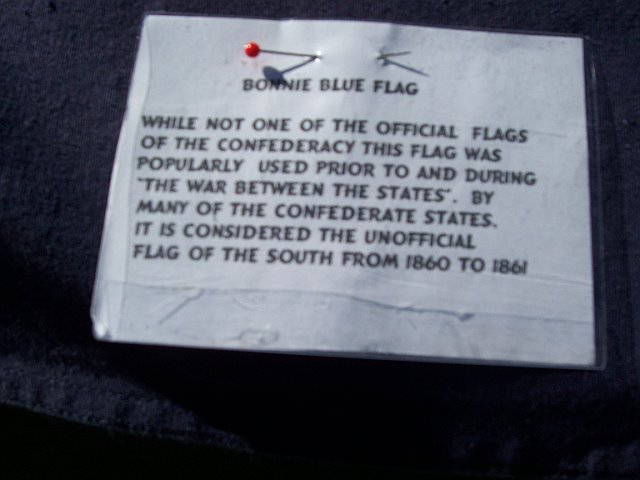 BONNIE BLUE FLAG
WHILE NOT ONE OF THE OFFICIAL FLAGS
OF THE CONFEDERACY THIS FLAG WAS
POPULARLY USED PRIOR TO AND DURING
"THE WAR BETWEEN THE STATES". BY
MANY OF THE CONFEDERATE STATES.
IT IS CONSIDERED THE UNOFFICIAL
FLAG OF THE SOUTH FROM 1860 TO 1861